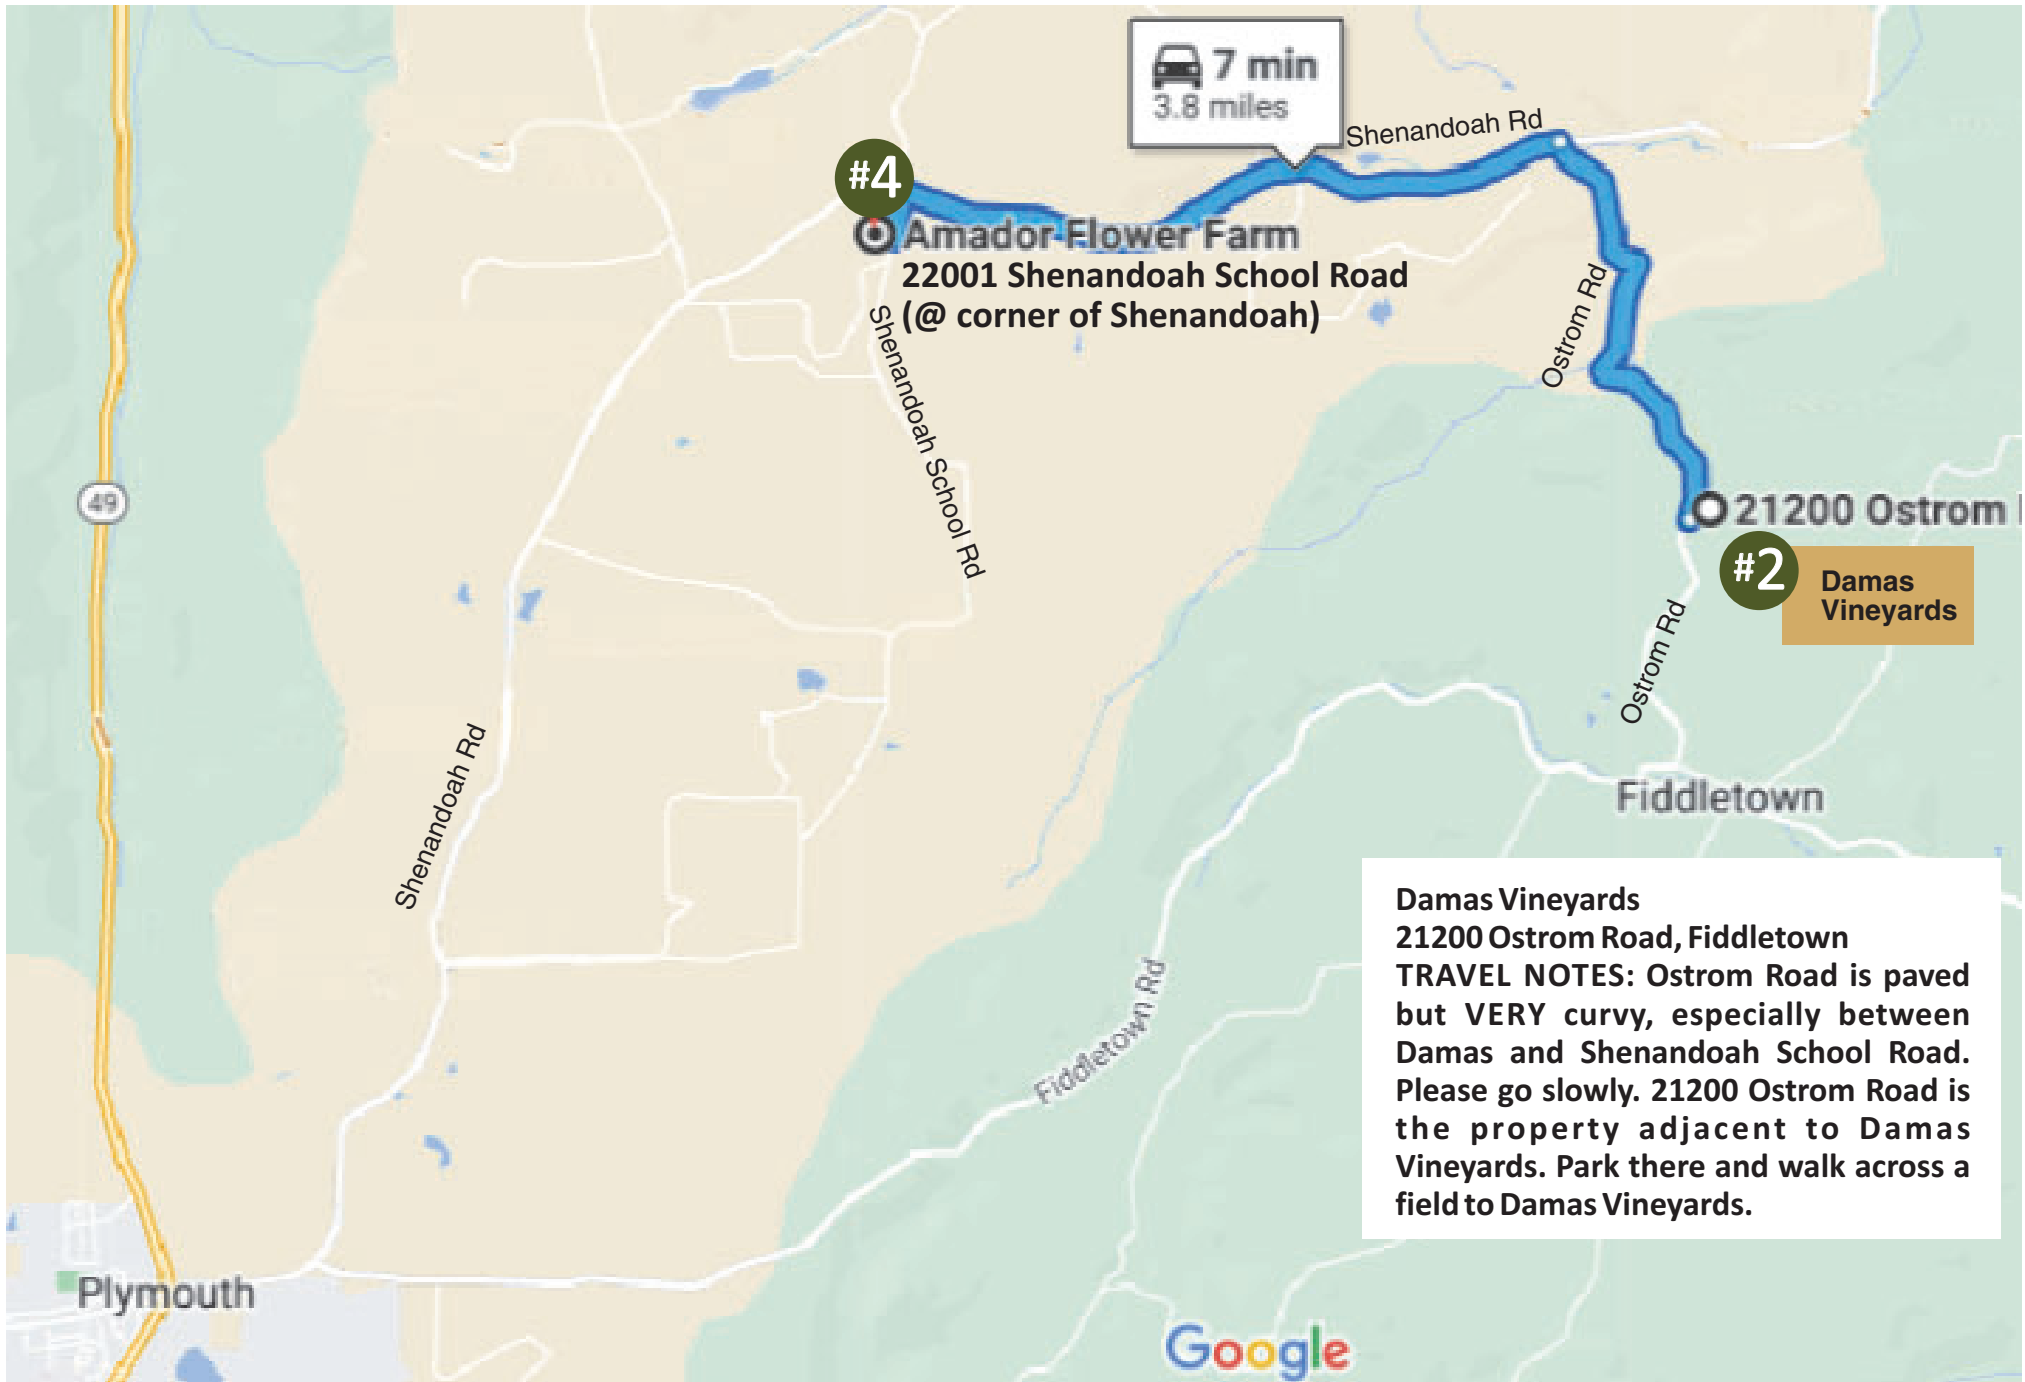 7 min
3.8 miles
Shenandoah Rd
#4
Amador Flower Farm
22001 Shenandoah School Road
(@ corner of Shenandoah)
Shenandoah School Rd
Ostrom Rd
49
21200 Ostrom
#2
Damas
Vineyards
Ostrom Rd
Shenandoah Rd
Fiddletown
Fiddletown Rd
Damas Vineyards
21200 Ostrom Road, Fiddletown
TRAVEL NOTES: Ostrom Road is paved
but VERY curvy, especially between
Damas and Shenandoah School Road.
Please go slowly. 21200 Ostrom Road is
the property adjacent to Damas
Vineyards. Park there and walk across a
field to Damas Vineyards.
Plymouth
Google